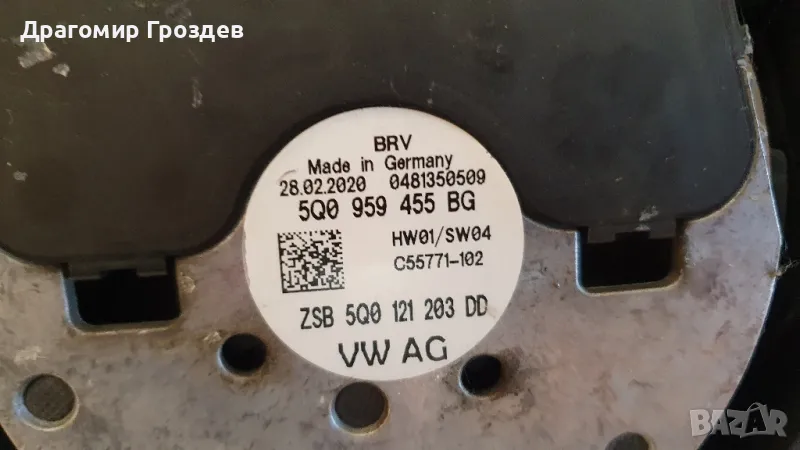 Драгомир Гроздев
BRV
Made in Germany
28.02.2020 0481350509
5Q0 959 455 BG
HW01/SW04
C55771-102
ZSB 5Q0 121 203 DD
VW AG
BAZAR